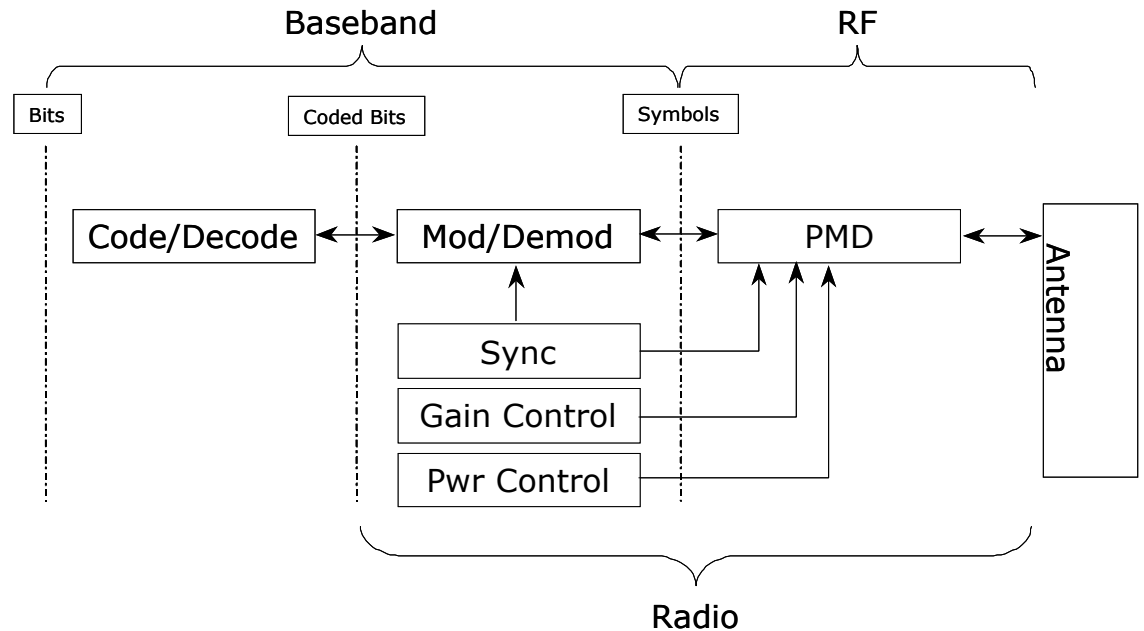 Baseband
RF
Bits
Coded Bits
Symbols
Code/Decode
Mod/Demod
PMD
Antenna
Sync
Gain Control
Pwr Control
Radio